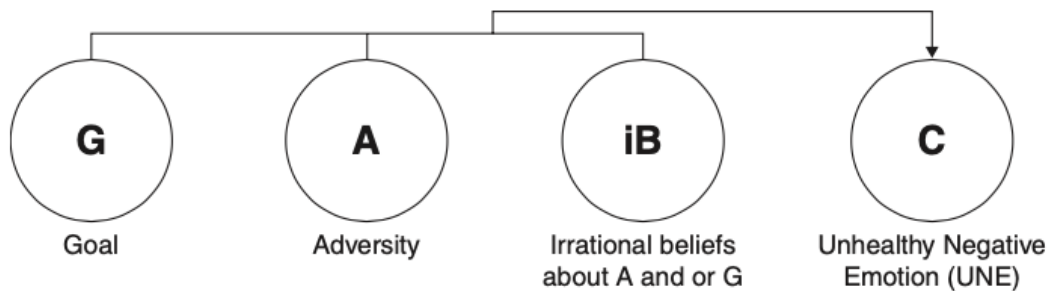 G
A
iB
C
Goal
Adversity
Irrational beliefs
about A and or G
Unhealthy Negative
Emotion (UNE)